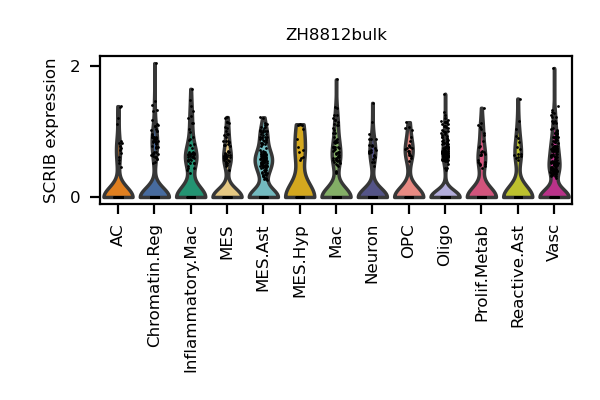 ZH8812bulk
SCRIB expression
2
0
AC
Chromatin.Reg
Inflammatory.Mac
MES
MES.Ast
MES.Hyp
Mac
Neuron
OPC
Oligo
Prolif.Metab
Reactive.Ast
Vasc